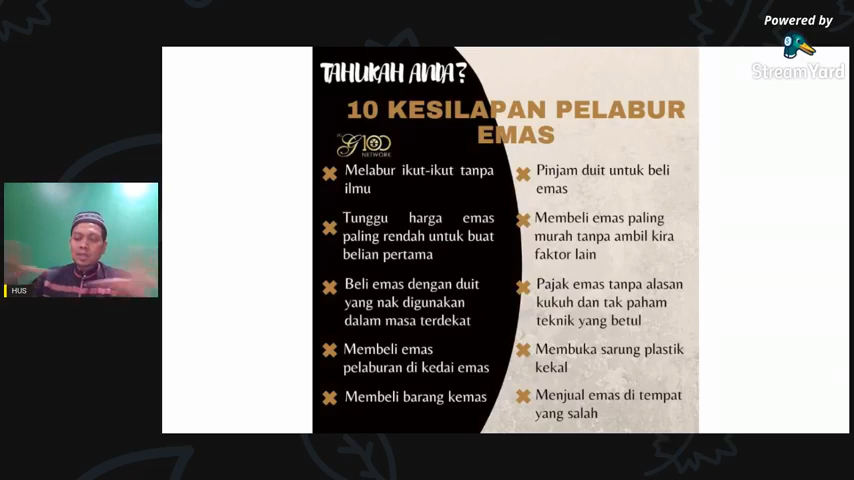 Powered by
StreamYard
TAHUKAH ANDA?
10 KESILAPAN PELABUR
EMAS
G100
NETWORK
Melabur ikut-ikut tanpa
ilmu
Tunggu harga emas
paling rendah untuk buat
belian pertama
Beli emas dengan duit
yang nak digunakan
dalam masa terdekat
Membeli emas
pelaburan di kedai emas
Membeli barang kemas
Pinjam duit untuk beli
emas
Membeli emas paling
murah tanpa ambil kira
faktor lain
Pajak emas tanpa alasan
kukuh dan tak paham
teknik yang betul
Membuka sarung plastik
kekal
Menjual emas di tempat
yang salah
HUS